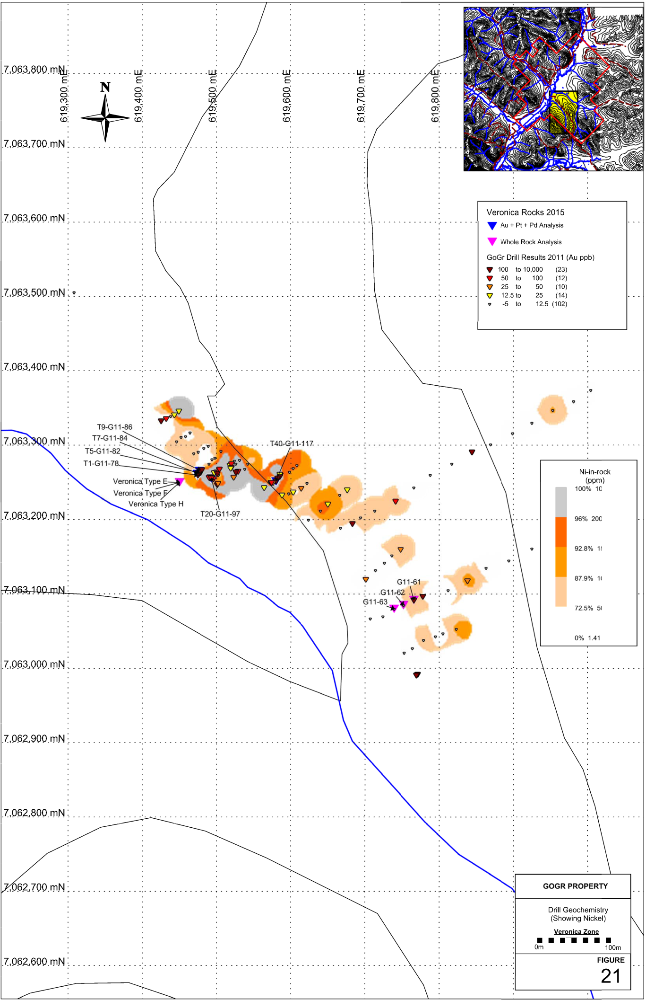 7,063,800 mN
619,300 mE
619,400 mE
619,500 mE
619,600 mE
619,700 mE
619,800 mE
N
7,063,700 mN
7,063,600 mN
Veronica Rocks 2015
Au + Pt + Pd Analysis
Whole Rock Analysis
GoGr Drill Results 2011 (Au ppb)
100 to 10,000 (23)
50 to 100 (12)
25 to 50 (10)
12.5 to 25 (14)
-5 to 12.5 (102)
7,063,500 mN
7,063,400 mN
T9-G11-86
T7-G11-84
7,063,300 mN
T40-G11-117
T5-G11-82
T1-G11-78
Veronica Type E
Veronica Type F
Veronica Type H
T20-G11-97
7,063,200 mN
Ni-in-rock
(ppm)
100% 10
96% 200
92.8% 15
87.9% 10
72.5% 50
0% 1.41
G11-61
G11-62
G11-63
7,063,100 mN
7,063,000 mN
7,062,900 mN
7,062,800 mN
7,062,700 mN
7,062,600 mN
GOGR PROPERTY
Drill Geochemistry
(Showing Nickel)
Veronica Zone
0m 100m
FIGURE
21